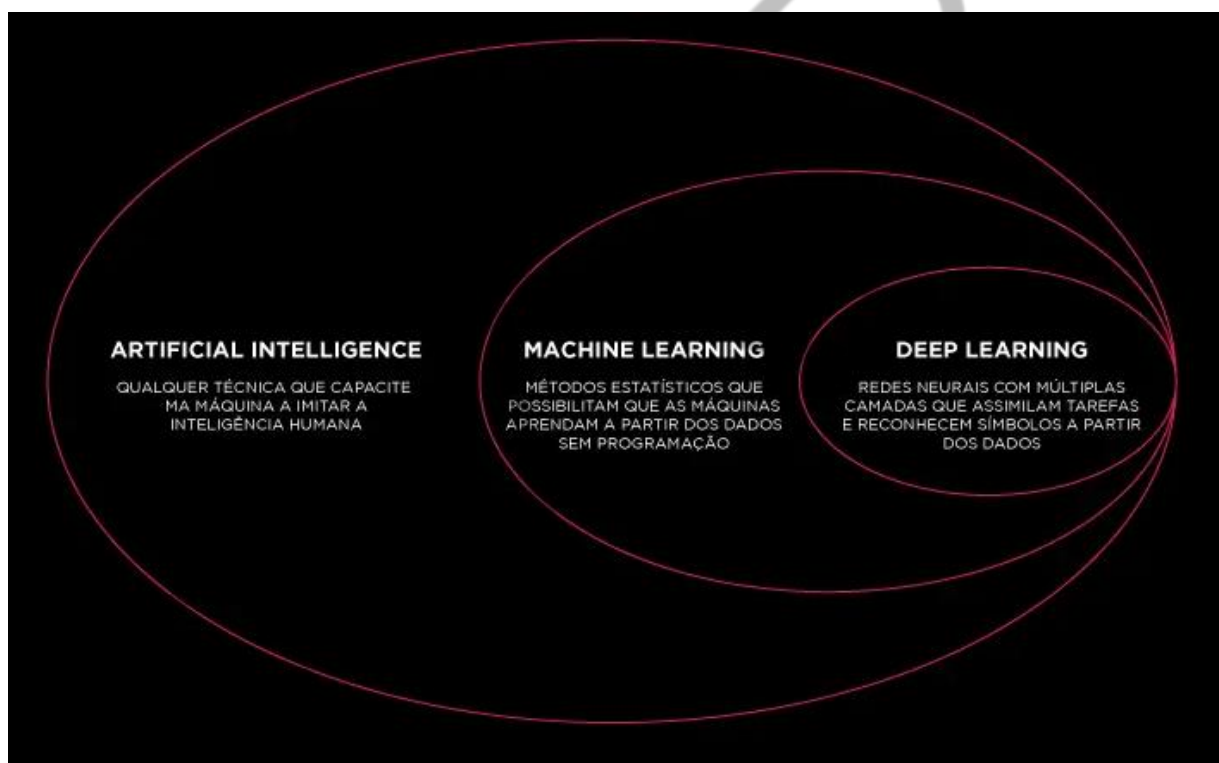 ARTIFICIAL INTELLIGENCE
QUALQUER TÉCNICA QUE CAPACITE
MA MÁQUINA A IMITAR A
INTELIGÊNCIA HUMANA
MACHINE LEARNING
MÉTODOS ESTATÍSTICOS QUE
POSSIBILITAM QUE AS MÁQUINAS
APRENDAM A PARTIR DOS DADOS
SEM PROGRAMAÇÃO
DEEP LEARNING
REDES NEURAIS COM MÚLTIPLAS
CAMADAS QUE ASSIMILAM TAREFAS
E RECONHECEM SÍMBOLOS A PARTIR
DOS DADOS